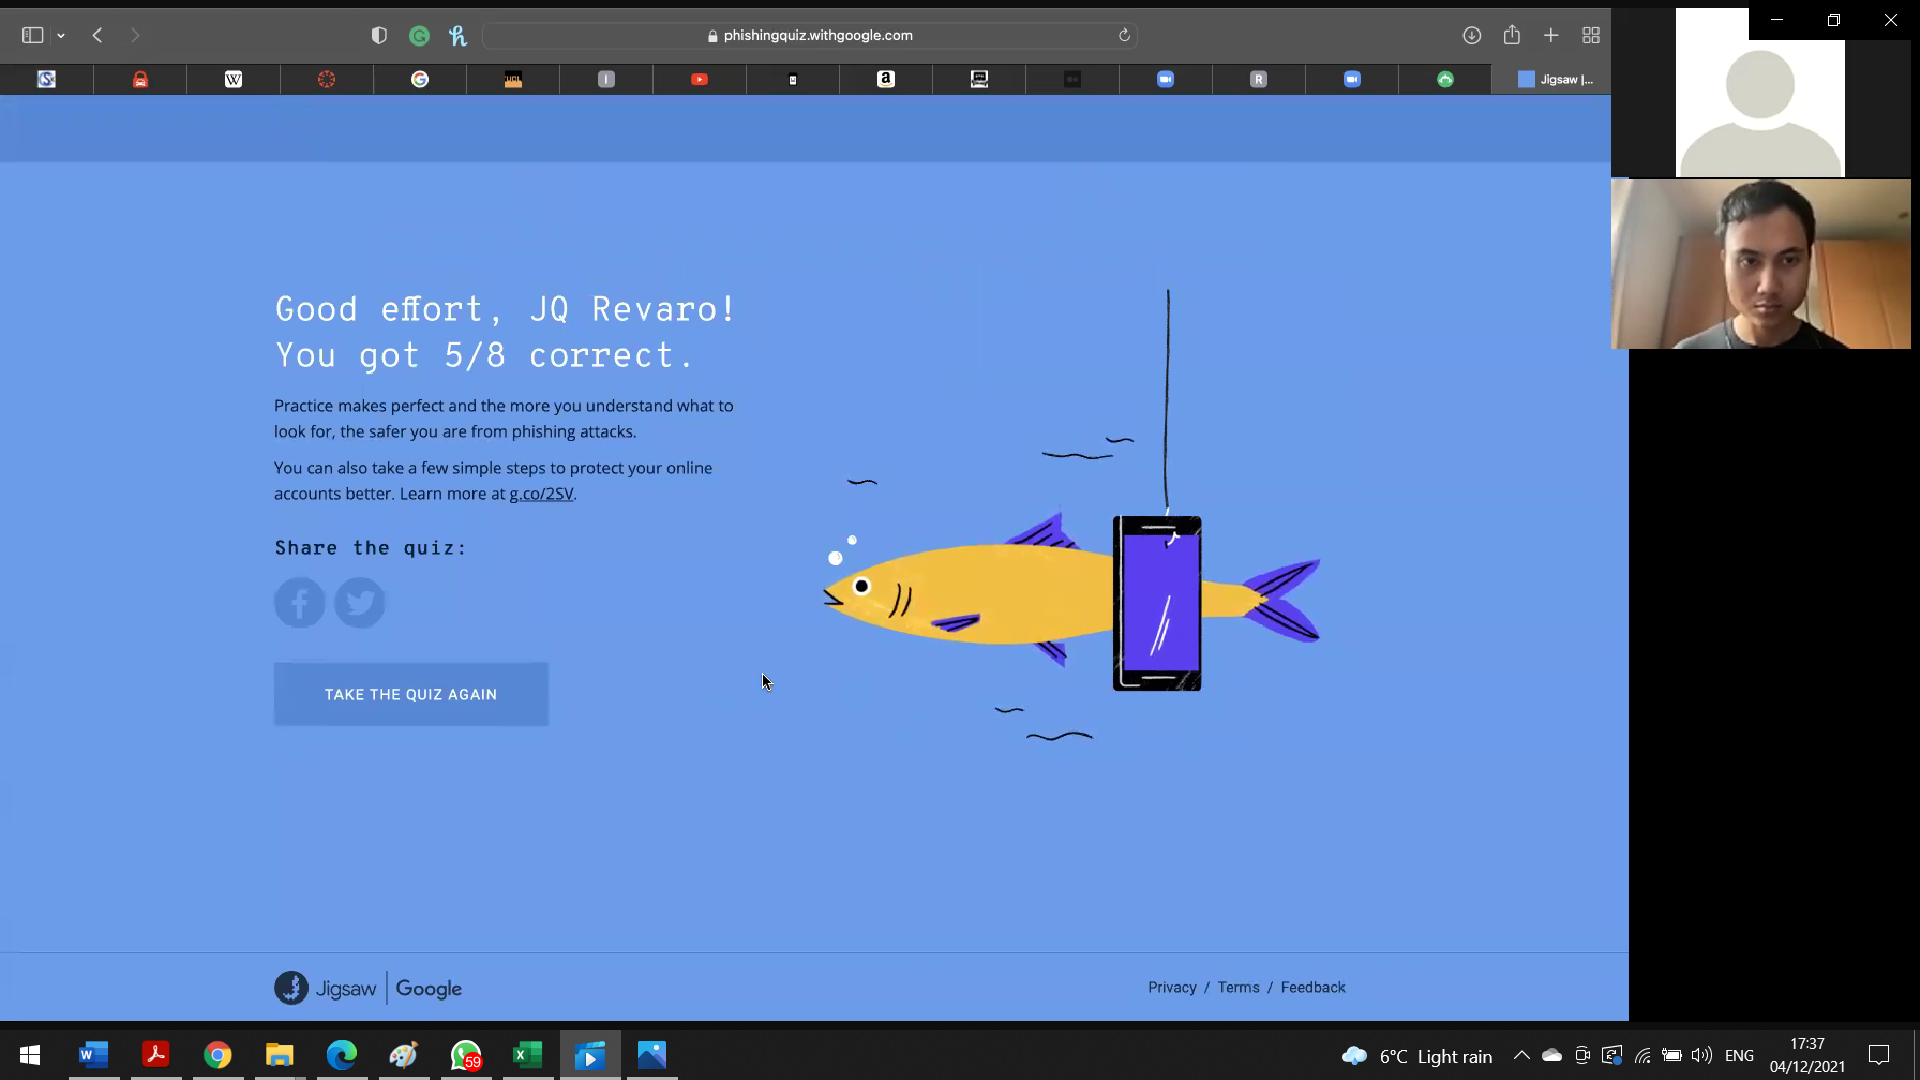 phishingquiz.withgoogle.com
Jigsaw |...
Good effort, JQ Revaro!
You got 5/8 correct.
Practice makes perfect and the more you understand what to
look for, the safer you are from phishing attacks.
You can also take a few simple steps to protect your online
accounts better. Learn more at g.co/2SV.
Share the quiz:
TAKE THE QUIZ AGAIN
Jigsaw | Google
Privacy / Terms / Feedback
59
6°C Light rain
ENG
17:37
04/12/2021